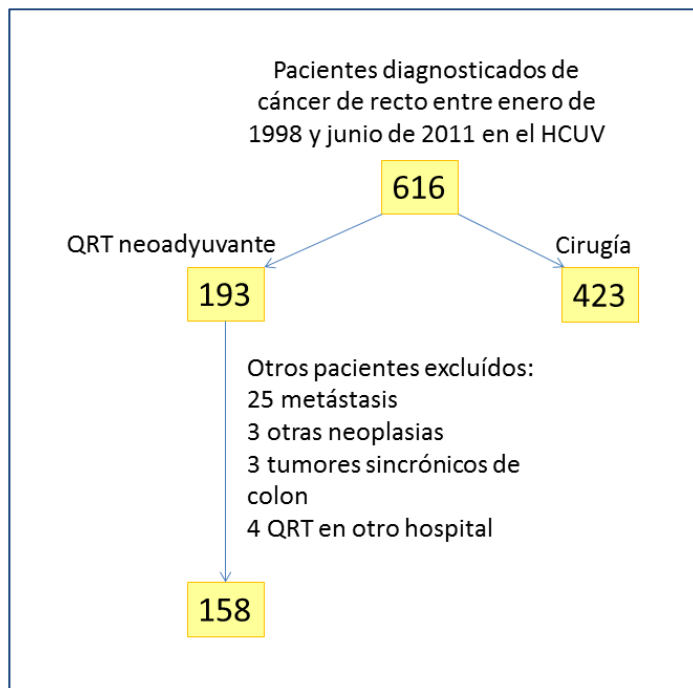 Pacientes diagnosticados de
cáncer de recto entre enero de
1998 y junio de 2011 en el HCUV
616
QRT neoadyuvante
Cirugía
193
423
Otros pacientes excluídos:
25 metástasis
3 otras neoplasias
3 tumores sincrónicos de
colon
4 QRT en otro hospital
158